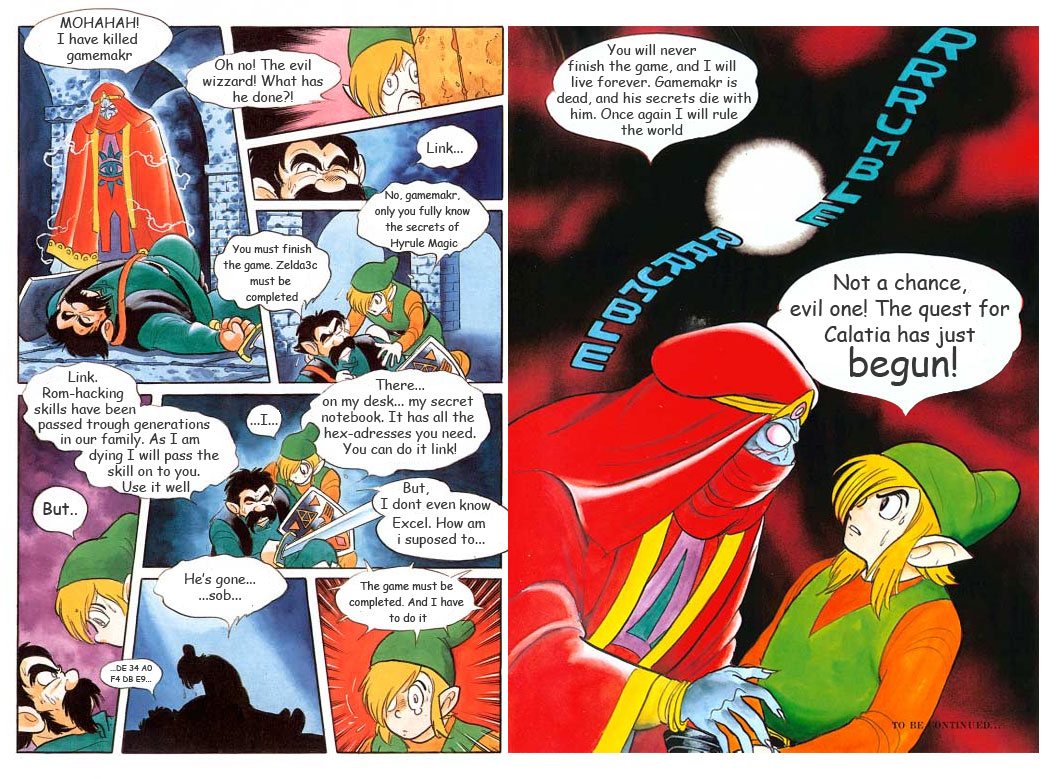 MOHAHAH!
I have killed
gamemakr
Oh no! The evil
wizzard! What has
he done?!
Link...
No, gamemakr,
only you fully know
the secrets of
Hyrule Magic
You must finish
the game. Zelda3c
must be
completed
Link.
Rom-hacking
skills have been
passed trough generations
in our family. As I am
dying I will pass the
skill on to you.
Use it well
...I...
There...
on my desk... my secret
notebook. It has all the
hex-adresses you need.
You can do it link!
But..
But,
I dont even know
Excel. How am
i suposed to...
...DE 34 A0
F4 DB E9...
He's gone...
...sob...
The game must be
completed. And I have
to do it
You will never
finish the game, and I will
live forever. Gamemakr is
dead, and his secrets die with
him. Once again I will rule
the world
RRRUMBLE
RRRUMBLE
Not a chance,
evil one! The quest for
Calatia has just
begun!
TO BE CONTINUED...